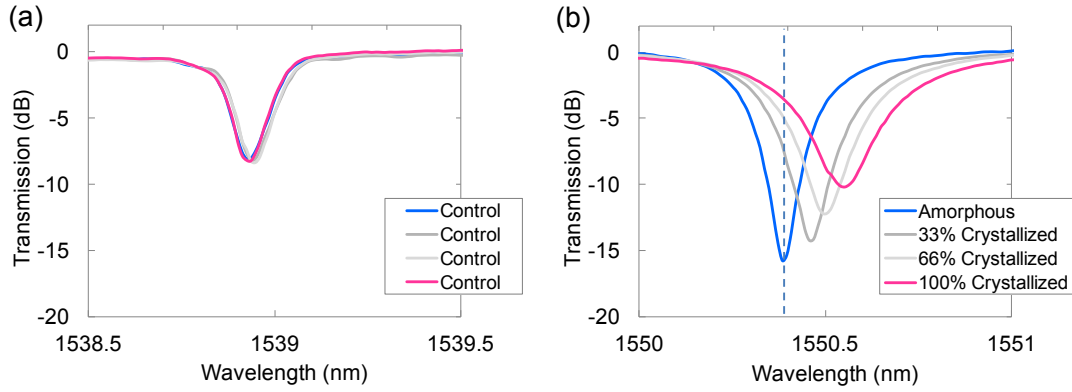 (a)
0
-5
-10
-15
-20
Transmission (dB)
Control
Control
Control
Control
1538.5
1539
1539.5
Wavelength (nm)
(b)
0
-5
-10
-15
-20
Transmission (dB)
Amorphous
33% Crystallized
66% Crystallized
100% Crystallized
1550
1550.5
1551
Wavelength (nm)